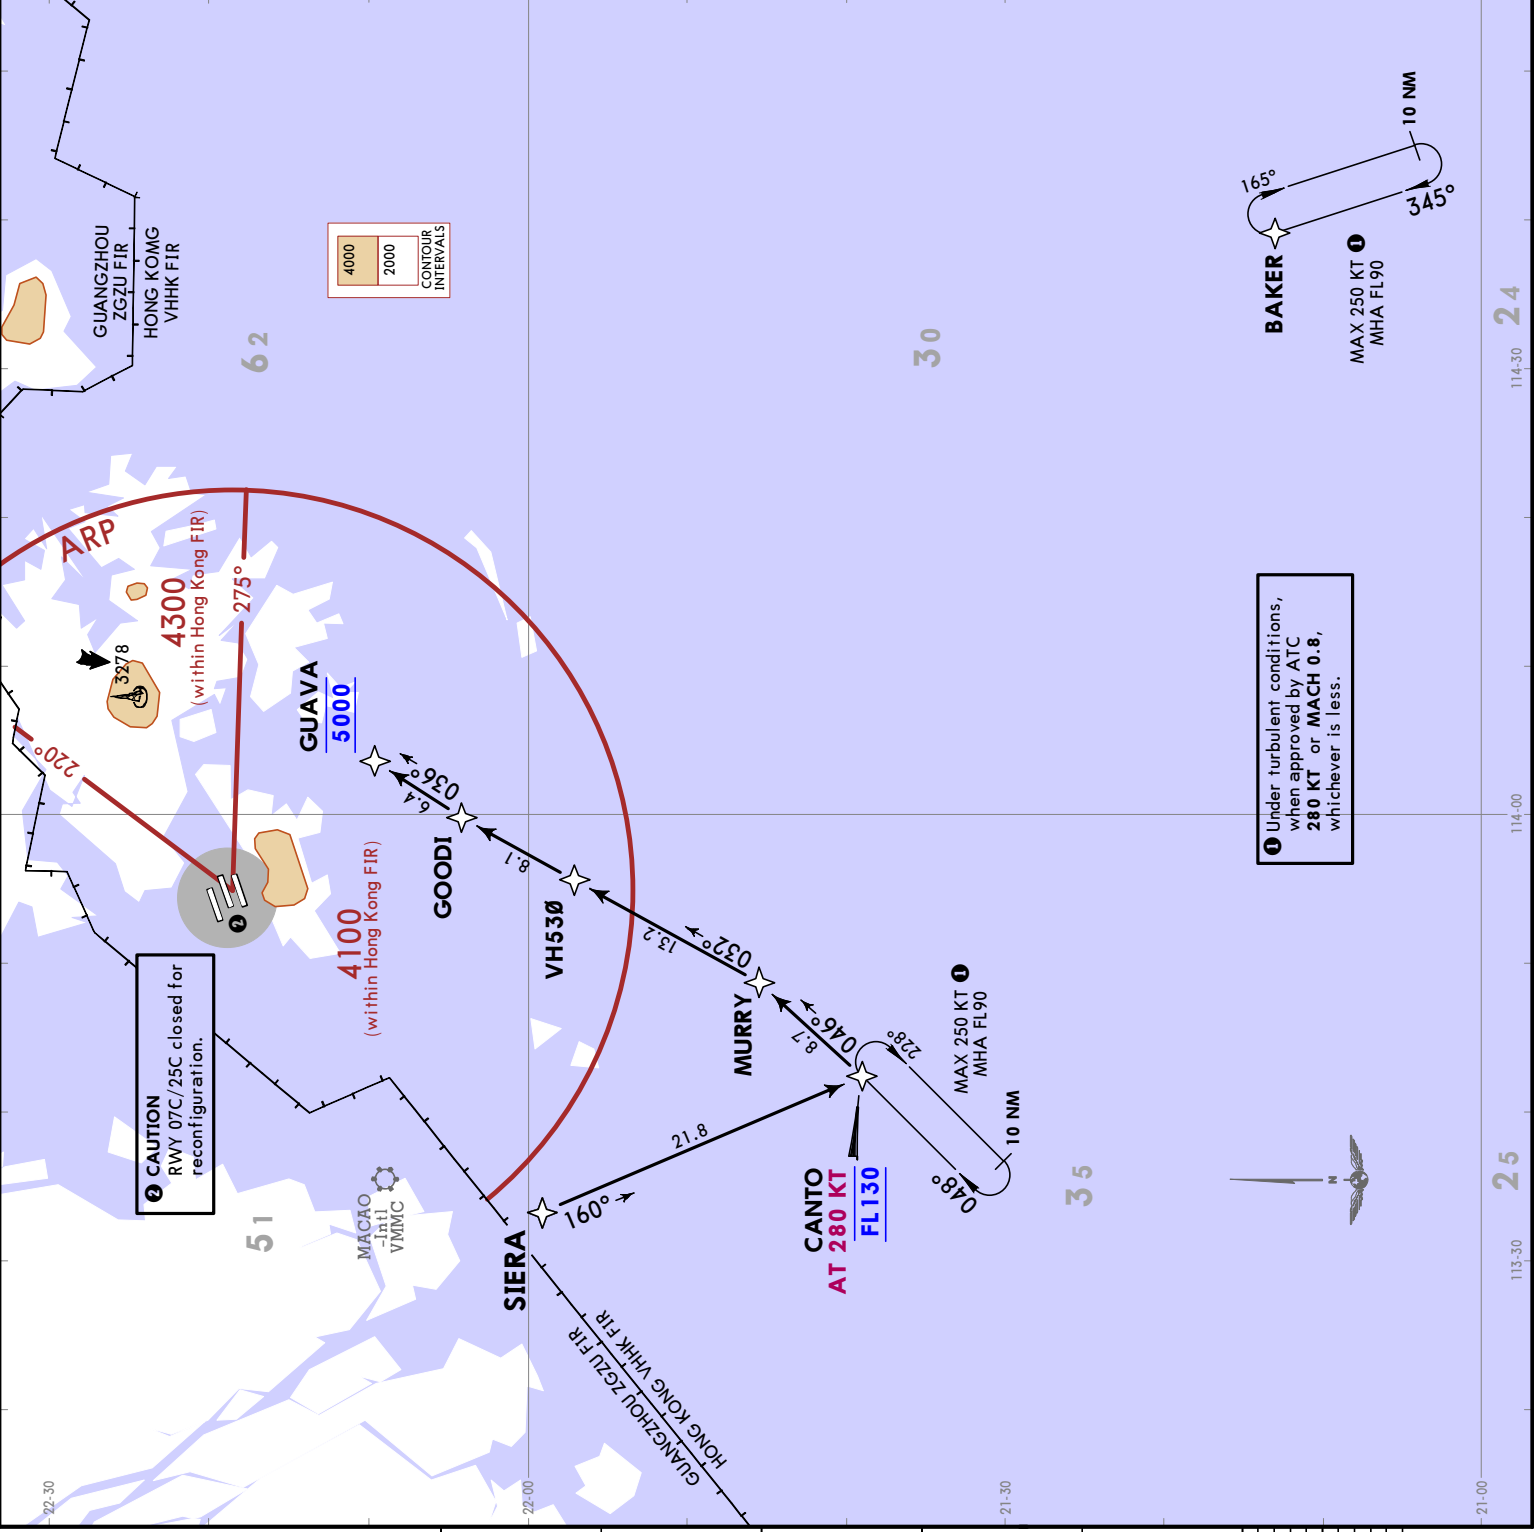 GUANGZHOU
ZGZU FIR
HONG KOMG
VHHK FIR
62
4000
2000
CONTOUR
INTERVALS
30
10 NM
165°
345°
BAKER
MAX 250 KT ❶
MHA FL90
24
114-30
ARP
4300
(within Hong Kong FIR)
275°
3278
220°
GUAVA
5000
036°
6.4
GOODI
8.1
VH53Ø
4100
(within Hong Kong FIR)
❷
13.2
032°
MURRY
046°
8.7
228°
MAX 250 KT ❶
MHA FL90
10 NM
048°
CANTO
AT 280 KT
FL130
21.8
160°
SIERA
❶ Under turbulent conditions,
when approved by ATC
280 KT or MACH 0.8,
whichever is less.
114-00
❷ CAUTION
RWY 07C/25C closed for
reconfiguration.
MACAO
-Intl
VMMC
51
35
N
25
113-30
GUANGZHOU ZGZU FIR
HONG KONG VHHK FIR
22-30
22-00
21-30
21-00